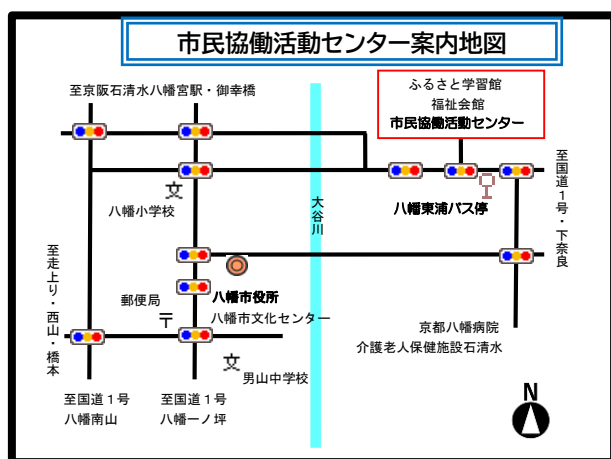 市民協働活動センター案内地図
至京阪石清水八幡宮駅・御幸橋
ふるさと学習館
福祉会館
市民協働活動センター
至国道1号・下奈良
文
八幡小学校
大谷川
八幡東浦バス停
至走上り・西山・橋本
八幡市役所
郵便局
〒
八幡市文化センター
京都八幡病院
介護老人保健施設石清水
文
男山中学校
至国道1号
八幡南山
至国道1号
八幡一ノ坪
N